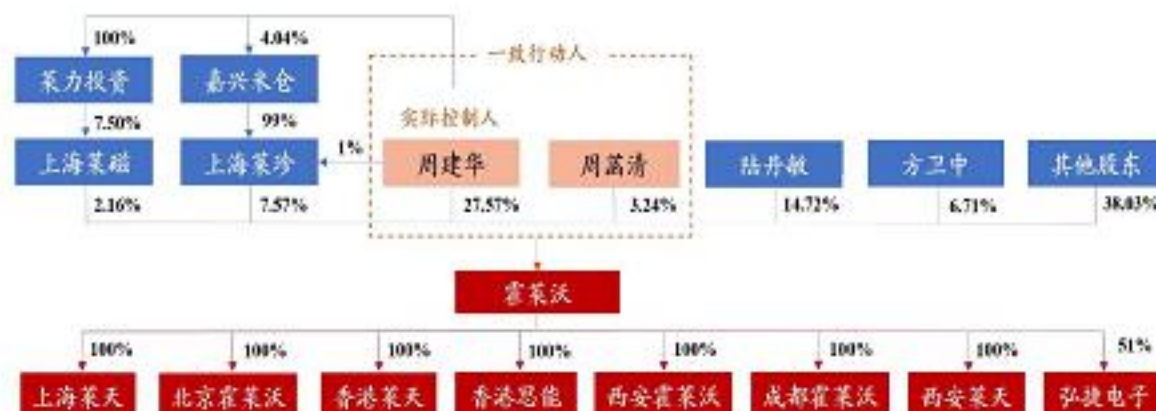 100%
4.04%
一致行动人
莱力投资
嘉兴米仓
7.50%
99%
实际控制人
1%
上海莱磁
上海莱珍
周建华
周菡清
陆丹敏
方卫中
其他股东
2.16%
7.57%
27.57%
3.24%
14.72%
6.71%
38.03%
霍莱沃
100%
100%
100%
100%
100%
100%
100%
51%
上海莱天
北京霍莱沃
香港莱天
香港思能
西安霍莱沃
成都霍莱沃
西安莱天
弘捷电子